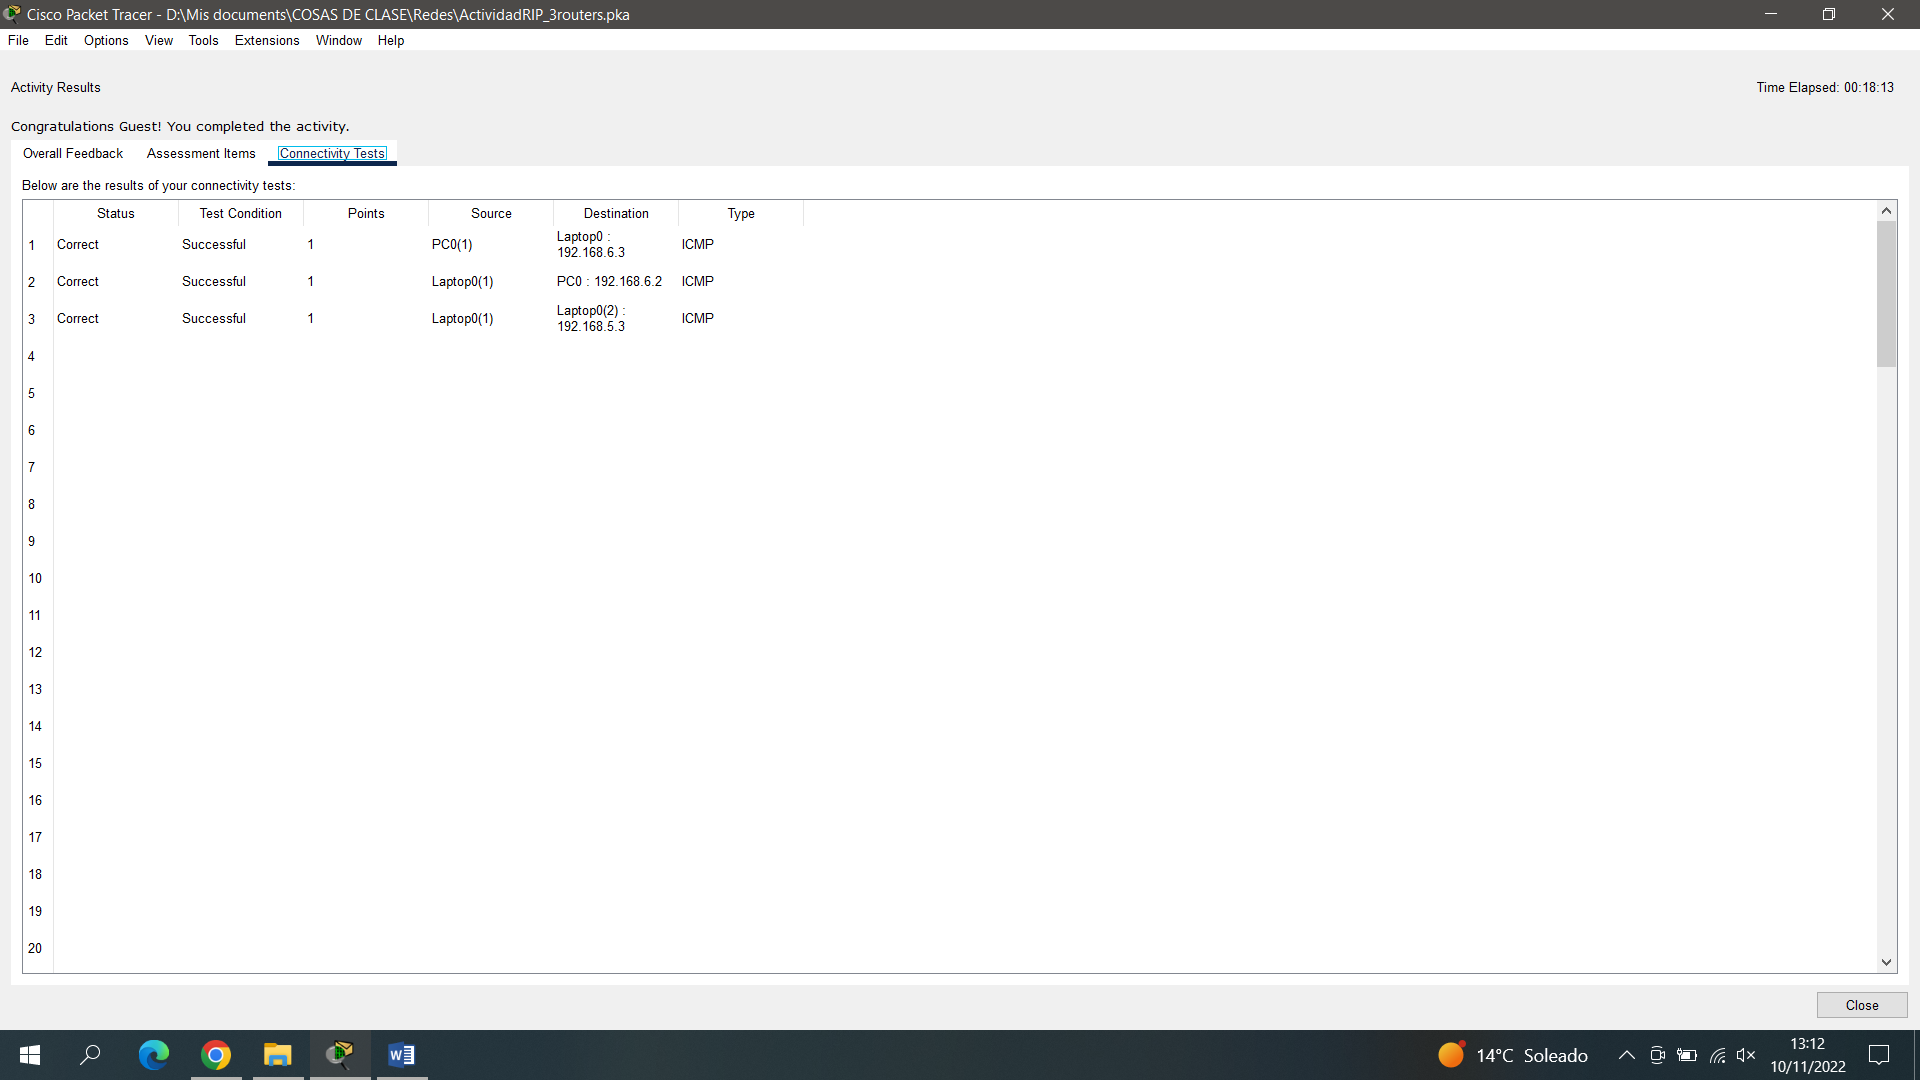 Cisco Packet Tracer - D:\Mis documents\COSAS DE CLASE\Redes\ActividadRIP_3routers.pka
File Edit Options View Tools Extensions Window Help
Activity Results Time Elapsed: 00:18:13
Congratulations Guest! You completed the activity.
Overall Feedback Assessment Items Connectivity Tests
Below are the results of your connectivity tests:
Status Test Condition Points Source Destination Type
1 Correct Successful 1 PC0(1) Laptop0 : 192.168.6.3 ICMP
2 Correct Successful 1 Laptop0(1) PC0 : 192.168.6.2 ICMP
3 Correct Successful 1 Laptop0(1) Laptop0(2) : 192.168.5.3 ICMP
4
5
6
7
8
9
10
11
12
13
14
15
16
17
18
19
20
Close
14°C Soleado
13:12
10/11/2022